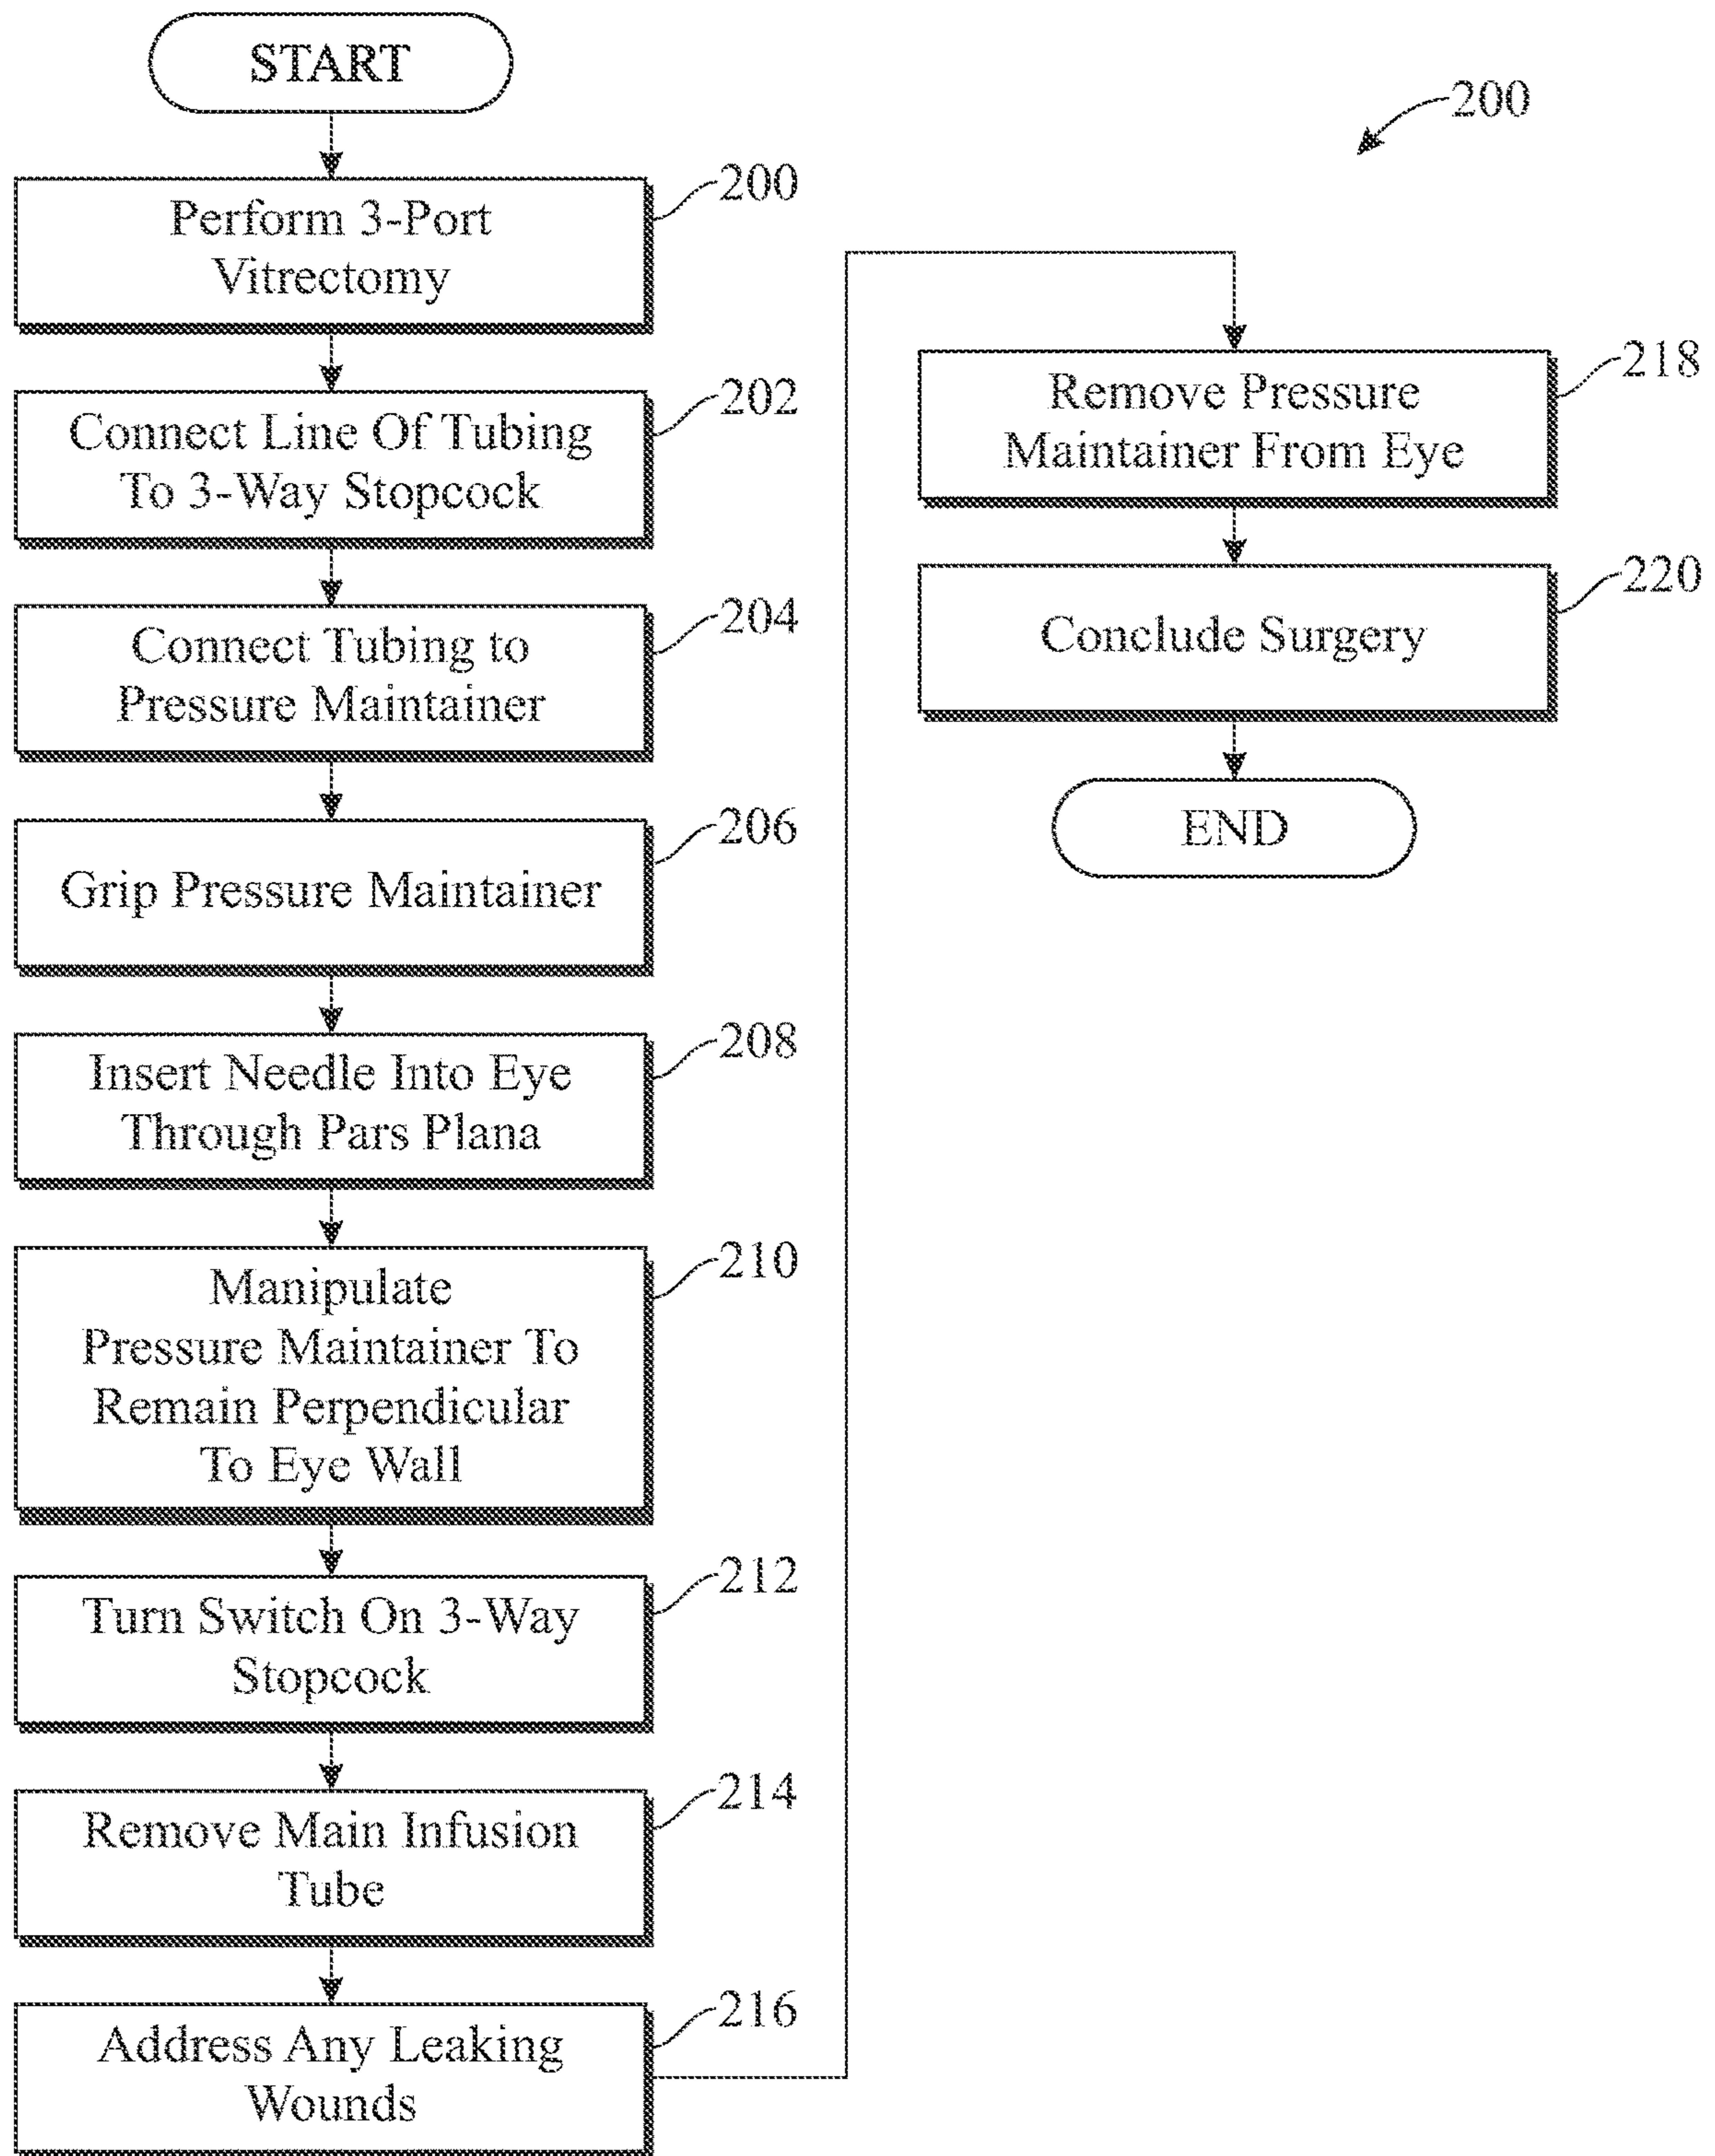 START
200
Perform 3-Port
Vitrectomy
200
Connect Line Of Tubing
To 3-Way Stopcock
202
Connect Tubing to
Pressure Maintainer
204
Grip Pressure Maintainer
206
Insert Needle Into Eye
Through Pars Plana
208
Manipulate
Pressure Maintainer To
Remain Perpendicular
To Eye Wall
210
Turn Switch On 3-Way
Stopcock
212
Remove Main Infusion
Tube
214
Address Any Leaking
Wounds
216
Remove Pressure
Maintainer From Eye
218
Conclude Surgery
220
END